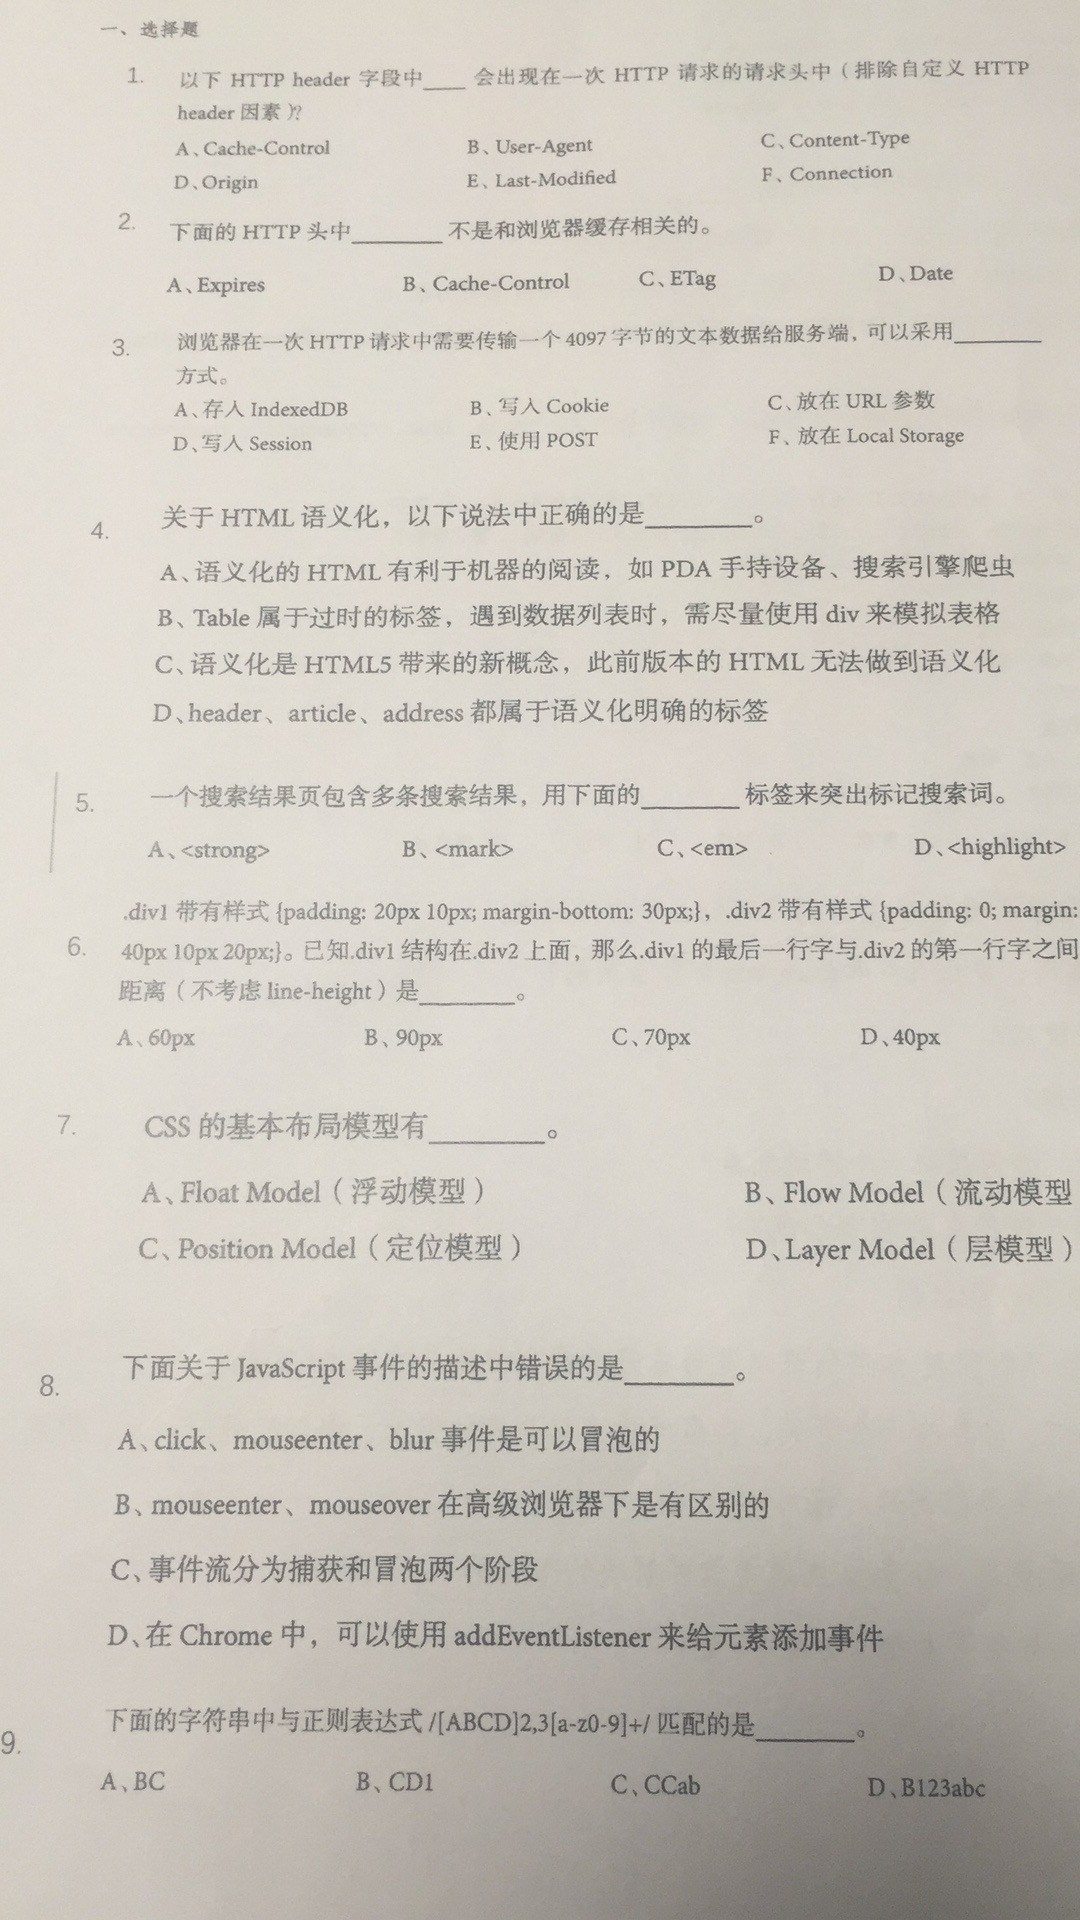 一、选择题
1. 以下 HTTP header 字段中____ 会出现在一次 HTTP 请求的请求头中（排除自定义 HTTP
header 因素）?
A、Cache-Control B、User-Agent C、Content-Type
D、Origin E、Last-Modified F、Connection
2. 下面的 HTTP 头中________ 不是和浏览器缓存相关的。
A、Expires B、Cache-Control C、ETag D、Date
3. 浏览器在一次 HTTP 请求中需要传输一个 4097 字节的文本数据给服务端，可以采用________
方式。
A、存人 IndexedDB B、写入 Cookie C、放在 URL 参数
D、写人 Session E、使用 POST F、放在 Local Storage
4. 关于 HTML 语义化，以下说法中正确的是________。
A、语义化的 HTML 有利于机器的阅读，如 PDA 手持设备、搜索引擎爬虫
B、Table 属于过时的标签，遇到数据列表时，需尽量使用 div 来模拟表格
C、语义化是 HTML5 带来的新概念，此前版本的 HTML 无法做到语义化
D、header、article、address 都属于语义化明确的标签
5. 一个搜索结果页包含多条搜索结果，用下面的________ 标签来突出标记搜索词。
A、<strong> B、<mark> C、<em> D、<highlight>
.div1 带有样式 {padding: 20px 10px; margin-bottom: 30px;}，.div2 带有样式 {padding: 0; margin:
6. 40px 10px 20px;}。已知.div1 结构在.div2 上面，那么.div1 的最后一行字与.div2 的第一行字之间
距离（不考虑 line-height）是________。
A、60px B、90px C、70px D、40px
7. CSS 的基本布局模型有________。
A、Float Model（浮动模型） B、Flow Model（流动模型
C、Position Model（定位模型） D、Layer Model（层模型）
8. 下面关于 JavaScript 事件的描述中错误的是________。
A、click、mouseenter、blur 事件是可以冒泡的
B、mouseenter、mouseover 在高级浏览器下是有区别的
C、事件流分为捕获和冒泡两个阶段
D、在 Chrome 中，可以使用 addEventListener 来给元素添加事件
9. 下面的字符串中与正则表达式 /[ABCD]2,3[a-z0-9]+/ 匹配的是________。
A、BC B、CD1 C、CCab D、B123abc